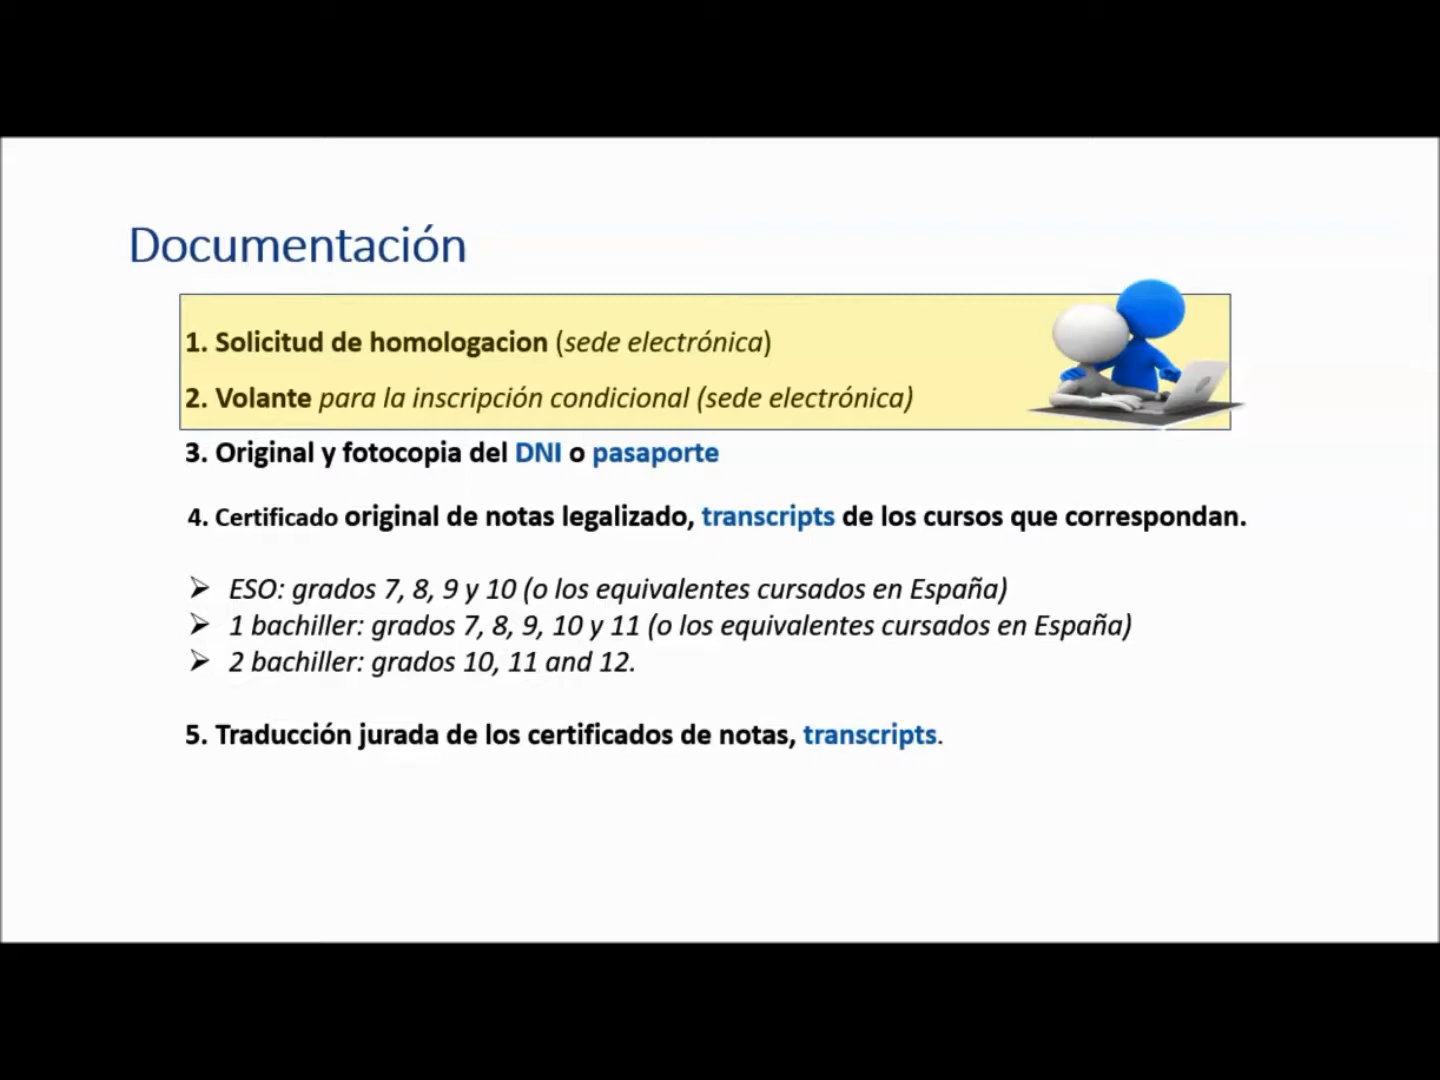 Documentación
1. Solicitud de homologacion (sede electrónica)
2. Volante para la inscripción condicional (sede electrónica)
3. Original y fotocopia del DNI o pasaporte
4. Certificado original de notas legalizado, transcripts de los cursos que correspondan.
➢ ESO: grados 7, 8, 9 y 10 (o los equivalentes cursados en España)
➢ 1 bachiller: grados 7, 8, 9, 10 y 11 (o los equivalentes cursados en España)
➢ 2 bachiller: grados 10, 11 and 12.
5. Traducción jurada de los certificados de notas, transcripts.